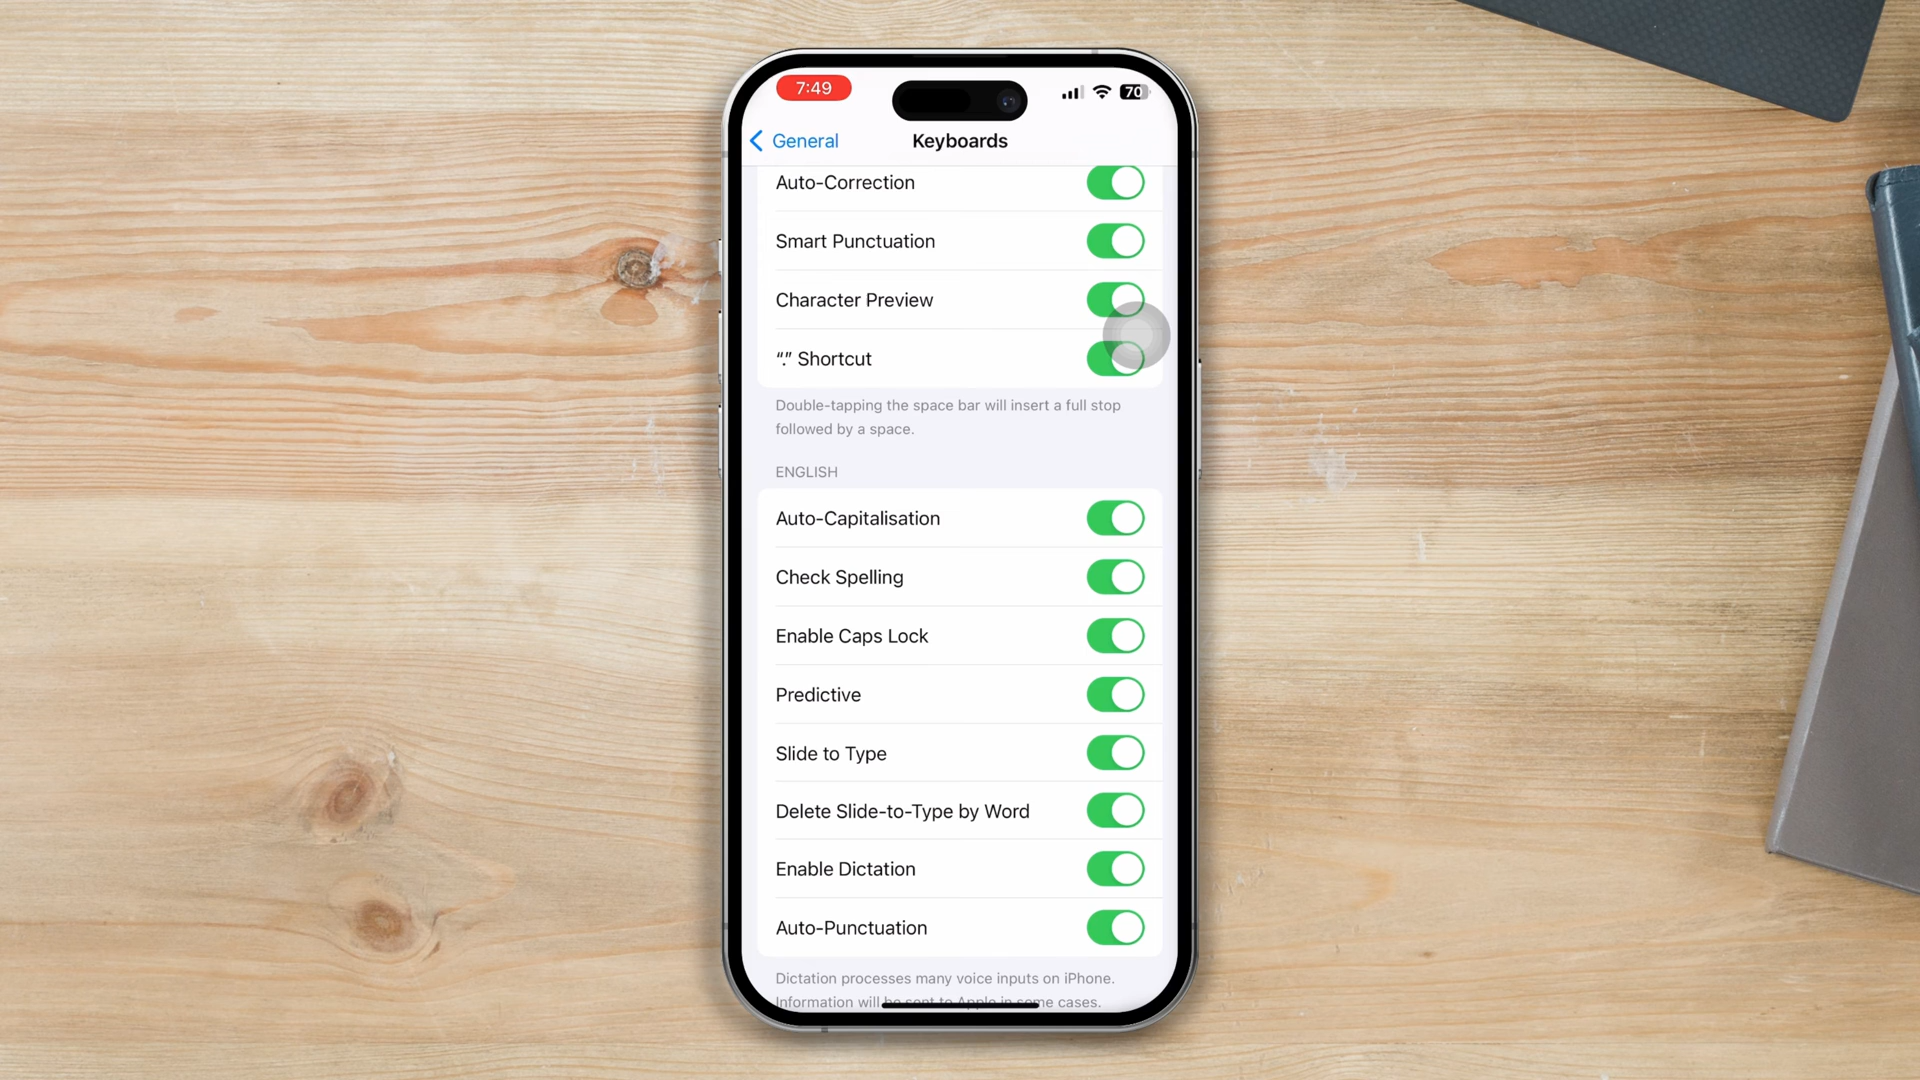 7:49
70
General
Keyboards
Auto-Correction
Smart Punctuation
Character Preview
“.” Shortcut
Double-tapping the space bar will insert a full stop
followed by a space.
ENGLISH
Auto-Capitalisation
Check Spelling
Enable Caps Lock
Predictive
Slide to Type
Delete Slide-to-Type by Word
Enable Dictation
Auto-Punctuation
Dictation processes many voice inputs on iPhone.
Information will be sent to Apple in some cases.